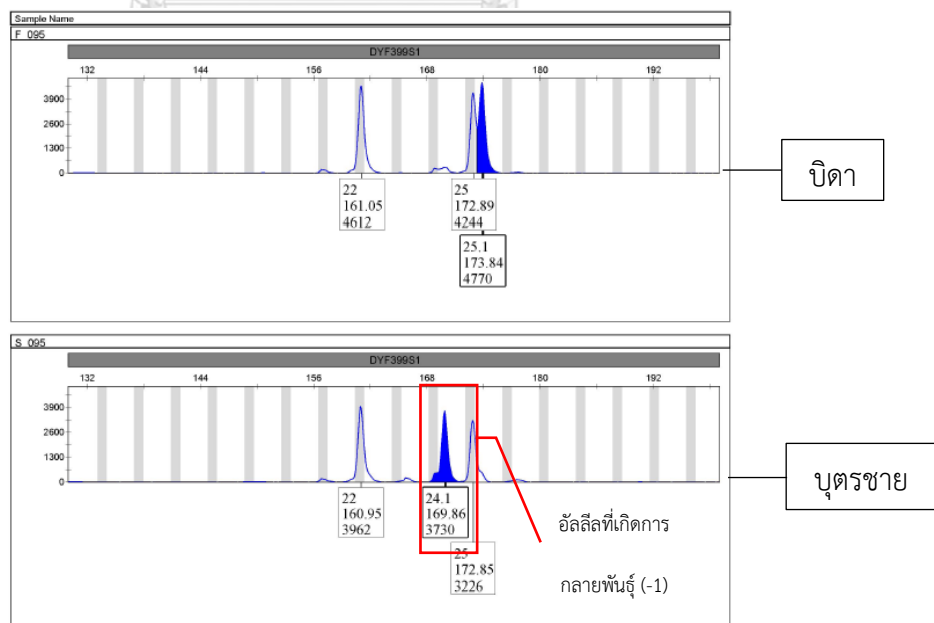 Sample Name
F_095
DYF399S1
132 144 156 168 180 192
3900
2600
1300
0
22
161.05
4612
25
172.89
4244
25.1
173.84
4770
บิดา
S_095
DYF399S1
132 144 156 168 180 192
3900
2600
1300
0
22
160.95
3962
24.1
169.86
3730
25
172.85
3226
อัลลีลที่เกิดการ
กลายพันธุ์ (-1)
บุตรชาย